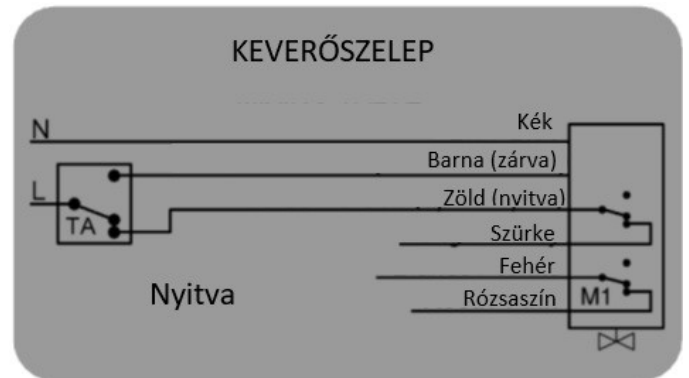 KEVERŐSZELEP
N
Kék
Barna (zárva)
L
TA
Zöld (nyitva)
Szürke
Fehér
Nyitva
Rózsaszín
M1